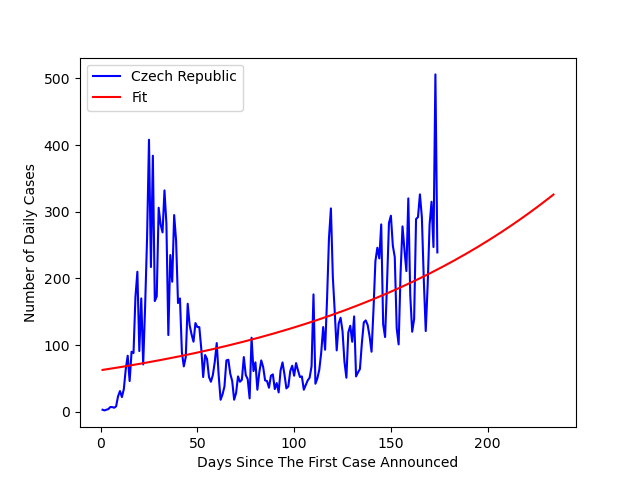 Czech Republic
Fit
500
400
300
200
100
0
Number of Daily Cases
0 50 100 150 200
Days Since The First Case Announced